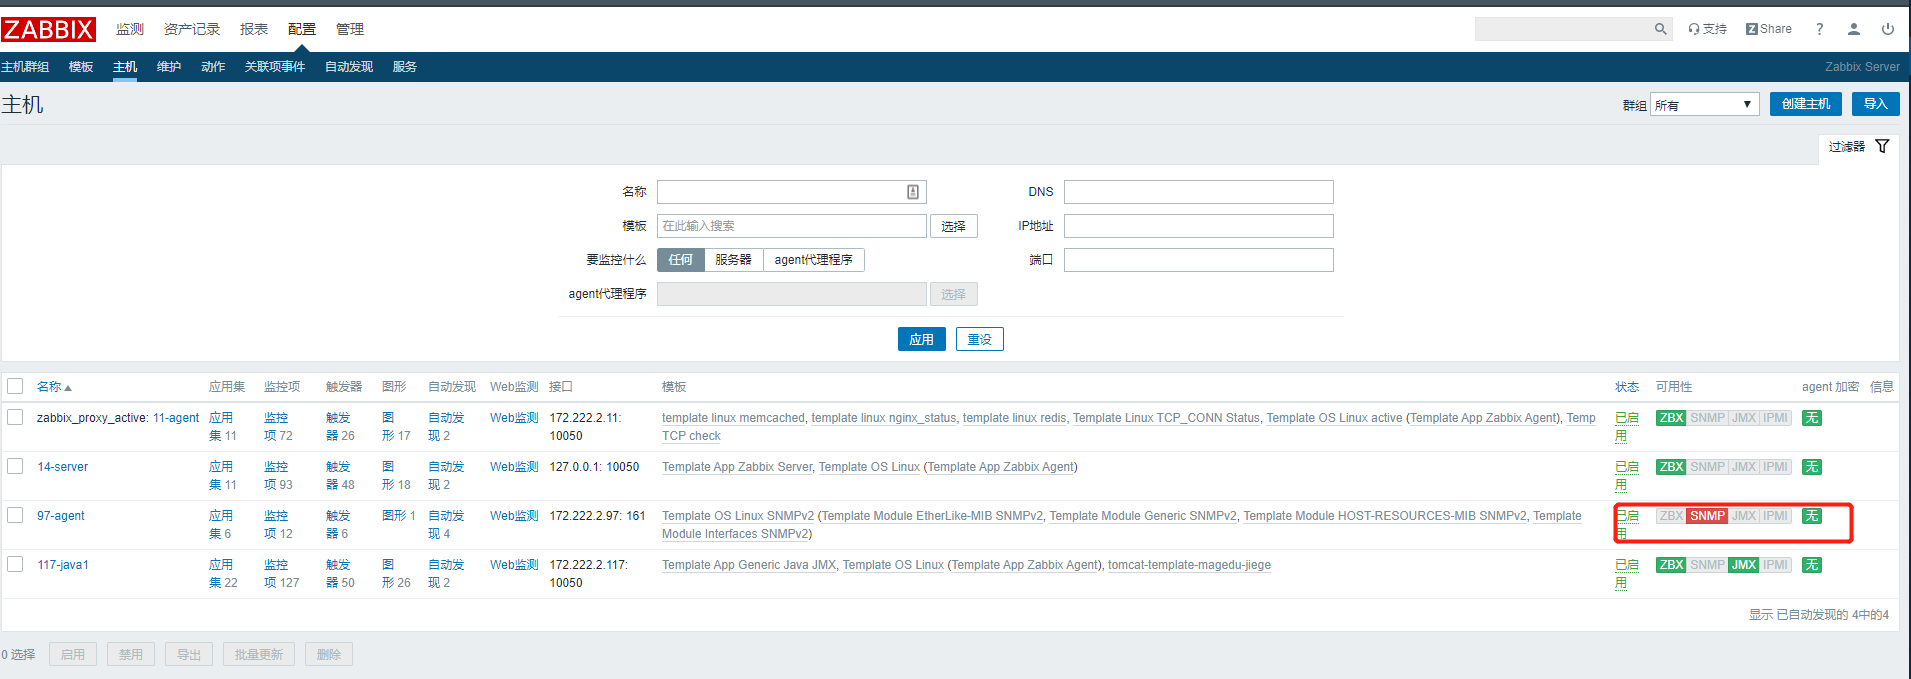 ZABBIX 监测 资产记录 报表 配置 管理 支持 Z Share ?
主机群组 模板 主机 维护 动作 关联项事件 自动发现 服务 Zabbix Server
主机 群组 所有 创建主机 导入
过滤器
名称 DNS
模板 在此输入搜索 选择 IP地址
要监控什么 任何 服务器 agent代理程序 端口
agent代理程序 选择
应用 重设
名称 应用集 监控项 触发器 图形 自动发现 Web监测 接口 模板 状态 可用性 agent 加密 信息
zabbix_proxy_active: 11-agent 应用 监控 触发 图 自动发 Web监测 172.222.2.11: template linux memcached, template linux nginx_status, template linux redis, Template Linux TCP_CONN Status, Template OS Linux active (Template App Zabbix Agent), Temp 已启 ZBX SNMP JMX IPMI 无
集 11 项 72 器 26 形 17 现 2 10050 TCP check 用
14-server 应用 监控 触发 图 自动发 Web监测 127.0.0.1: 10050 Template App Zabbix Server, Template OS Linux (Template App Zabbix Agent) 已启 ZBX SNMP JMX IPMI 无
集 11 项 93 器 48 形 18 现 2 用
97-agent 应用 监控 触发 图形 1 自动发 Web监测 172.222.2.97: 161 Template OS Linux SNMPv2 (Template Module EtherLike-MIB SNMPv2, Template Module Generic SNMPv2, Template Module HOST-RESOURCES-MIB SNMPv2, Template 已启 ZBX SNMP JMX IPMI 无
集 6 项 12 器 6 现 4 Module Interfaces SNMPv2) 用
117-java1 应用 监控 触发 图 自动发 Web监测 172.222.2.117: Template App Generic Java JMX, Template OS Linux (Template App Zabbix Agent), tomcat-template-magedu-jiege 已启 ZBX SNMP JMX IPMI 无
集 22 项 127 器 50 形 26 现 2 10050 用
显示 已自动发现的 4中的4
0 选择 启用 禁用 导出 批量更新 删除